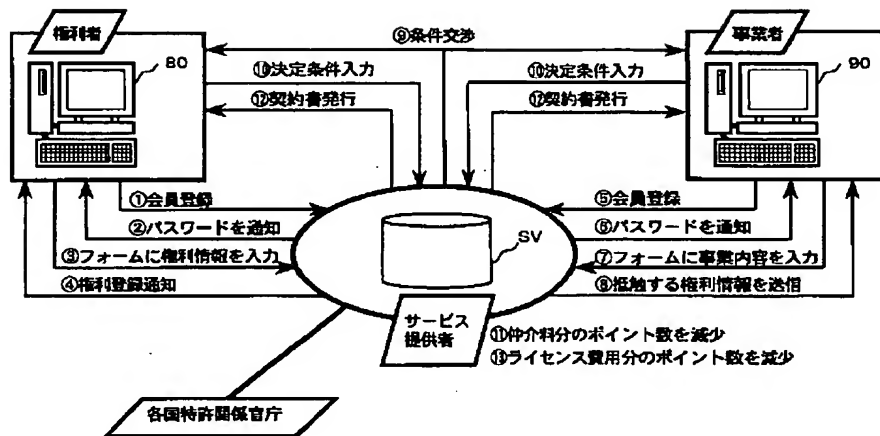 権利者
80
⑨条件交渉
事業者
90
⑩決定条件入力
⑫契約書発行
⑩決定条件入力
⑫契約書発行
①会員登録
②パスワードを通知
③フォームに権利情報を入力
④権利登録通知
⑤会員登録
⑥パスワードを通知
⑦フォームに事業内容を入力
⑧抵触する権利情報を送信
SV
サービス
提供者
⑪仲介料分のポイント数を減少
⑬ライセンス費用分のポイント数を減少
各国特許関係官庁